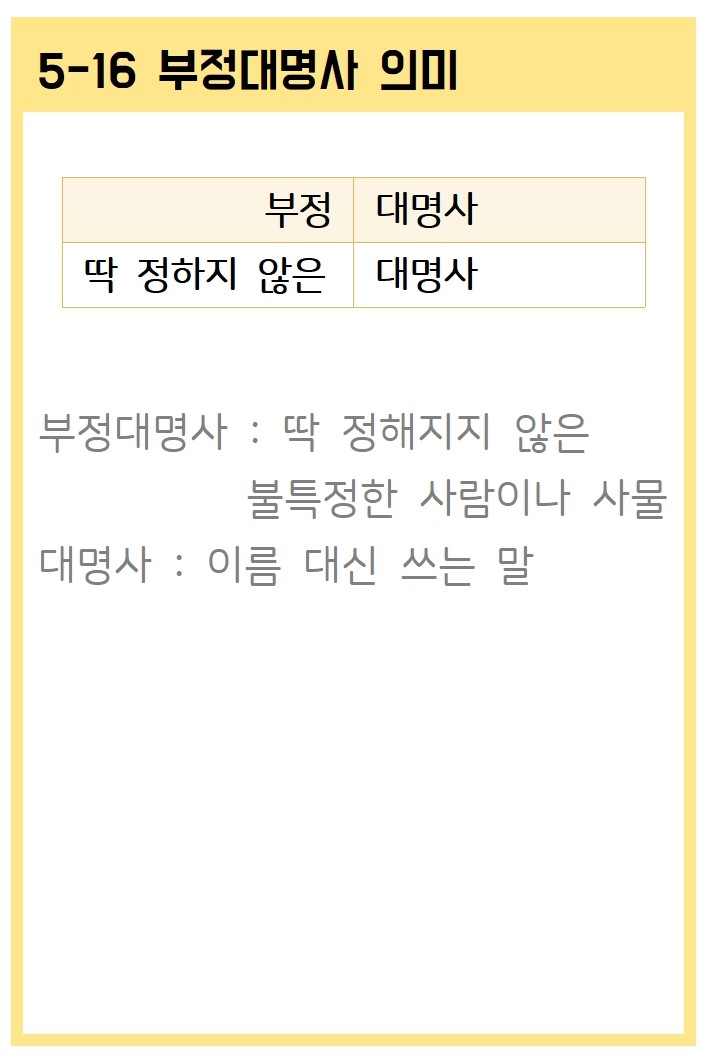 5-16 부정대명사 의미
부정 대명사
딱 정하지 않은 대명사
부정대명사 : 딱 정해지지 않은
불특정한 사람이나 사물
대명사 : 이름 대신 쓰는 말